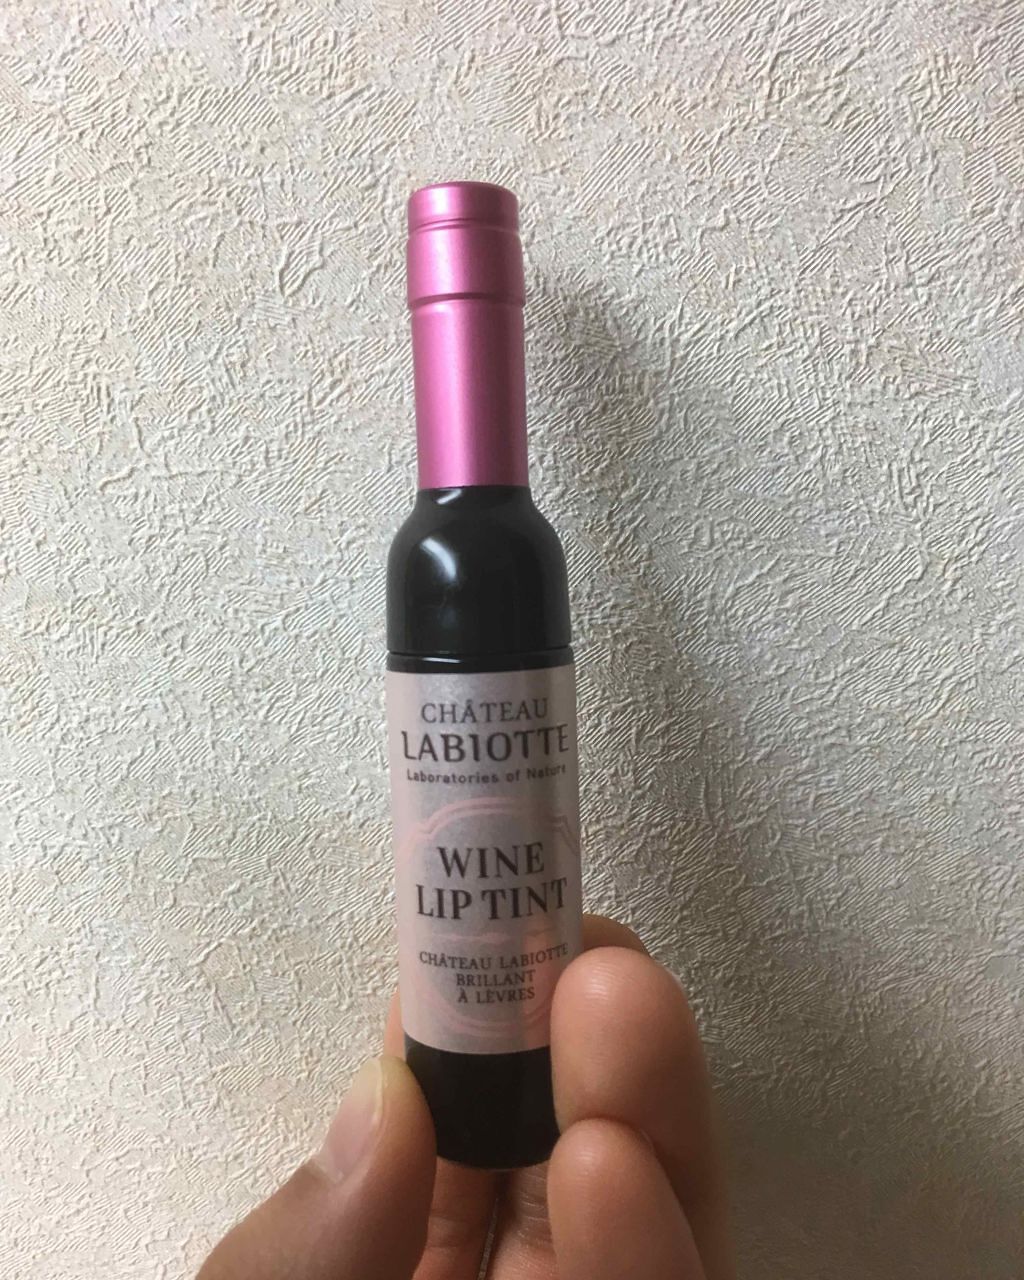 CHÂTEAU
LABIOTTE
Laboratories of Nature
WINE
LIP TINT
CHÂTEAU LABIOTTE
BRILLANT
À LÈVRES